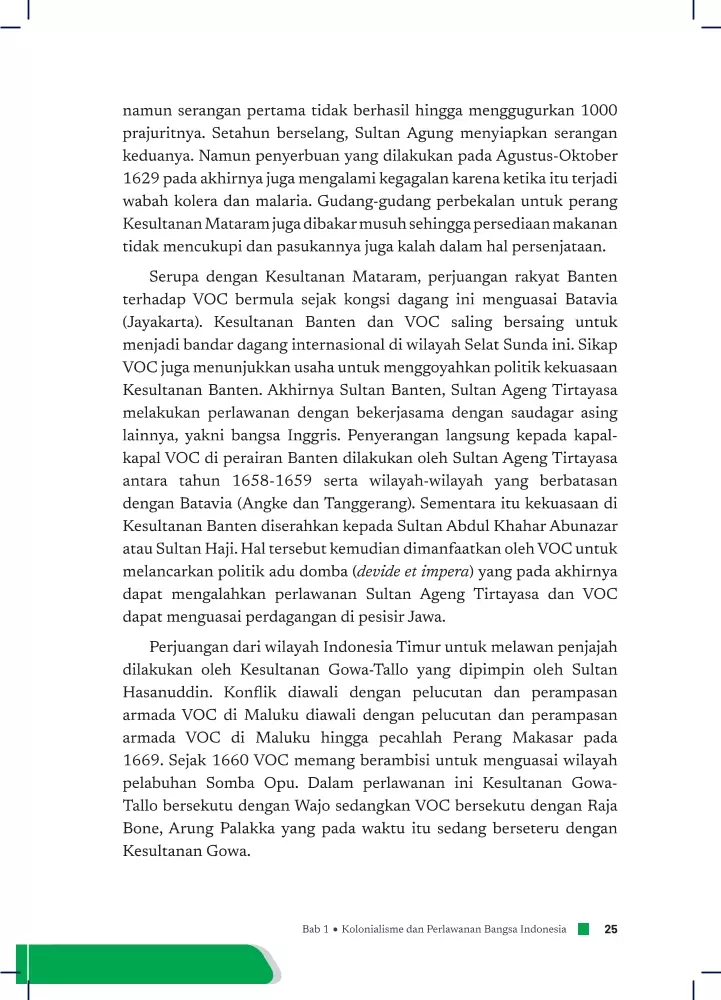 namun serangan pertama tidak berhasil hingga menggugurkan 1000
prajuritnya. Setahun berselang, Sultan Agung menyiapkan serangan
keduanya. Namun penyerbuan yang dilakukan pada Agustus-Oktober
1629 pada akhirnya juga mengalami kegagalan karena ketika itu terjadi
wabah kolera dan malaria. Gudang-gudang perbekalan untuk perang
Kesultanan Mataram juga dibakar musuh sehingga persediaan makanan
tidak mencukupi dan pasukannya juga kalah dalam hal persenjataan.
Serupa dengan Kesultanan Mataram, perjuangan rakyat Banten
terhadap VOC bermula sejak kongsi dagang ini menguasai Batavia
(Jayakarta). Kesultanan Banten dan VOC saling bersaing untuk
menjadi bandar dagang internasional di wilayah Selat Sunda ini. Sikap
VOC juga menunjukkan usaha untuk menggoyahkan politik kekuasaan
Kesultanan Banten. Akhirnya Sultan Banten, Sultan Ageng Tirtayasa
melakukan perlawanan dengan bekerjasama dengan saudagar asing
lainnya, yakni bangsa Inggris. Penyerangan langsung kepada kapal-
kapal VOC di perairan Banten dilakukan oleh Sultan Ageng Tirtayasa
antara tahun 1658-1659 serta wilayah-wilayah yang berbatasan
dengan Batavia (Angke dan Tanggerang). Sementara itu kekuasaan di
Kesultanan Banten diserahkan kepada Sultan Abdul Khahar Abunazar
atau Sultan Haji. Hal tersebut kemudian dimanfaatkan oleh VOC untuk
melancarkan politik adu domba (devide et impera) yang pada akhirnya
dapat mengalahkan perlawanan Sultan Ageng Tirtayasa dan VOC
dapat menguasai perdagangan di pesisir Jawa.
Perjuangan dari wilayah Indonesia Timur untuk melawan penjajah
dilakukan oleh Kesultanan Gowa-Tallo yang dipimpin oleh Sultan
Hasanuddin. Konflik diawali dengan pelucutan dan perampasan
armada VOC di Maluku diawali dengan pelucutan dan perampasan
armada VOC di Maluku hingga pecahlah Perang Makasar pada
1669. Sejak 1660 VOC memang berambisi untuk menguasai wilayah
pelabuhan Somba Opu. Dalam perlawanan ini Kesultanan Gowa-
Tallo bersekutu dengan Wajo sedangkan VOC bersekutu dengan Raja
Bone, Arung Palakka yang pada waktu itu sedang berseteru dengan
Kesultanan Gowa.
Bab 1 • Kolonialisme dan Perlawanan Bangsa Indonesia 25